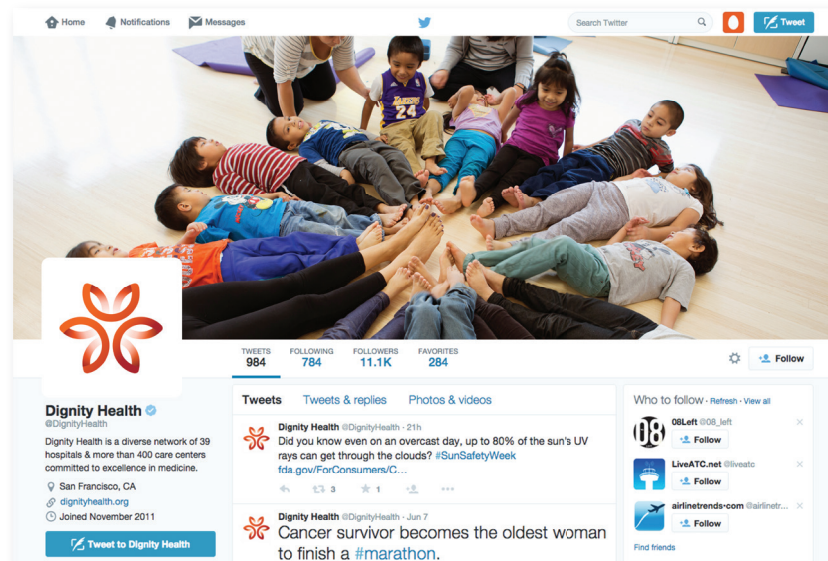 Home Notifications Messages Search Twitter Tweet
LAKERS
24
TWEETS FOLLOWING FOLLOWERS FAVORITES
984 784 11.1K 284
Follow
Dignity Health
@DignityHealth
Dignity Health is a diverse network of 39
hospitals & more than 400 care centers
committed to excellence in medicine.
San Francisco, CA
dignityhealth.org
Joined November 2011
Tweet to Dignity Health
Tweets Tweets & replies Photos & videos
Dignity Health @DignityHealth · 21h
Did you know even on an overcast day, up to 80% of the sun's UV
rays can get through the clouds? #SunSafetyWeek
fda.gov/ForConsumers/C...
3 1
Dignity Health @DignityHealth · Jun 7
Cancer survivor becomes the oldest woman
to finish a #marathon.
Who to follow · Refresh · View all
08Left @08_left
Follow
LiveATC.net @liveatc
Follow
airlinetrends·com @airlinetr...
Follow
Find friends